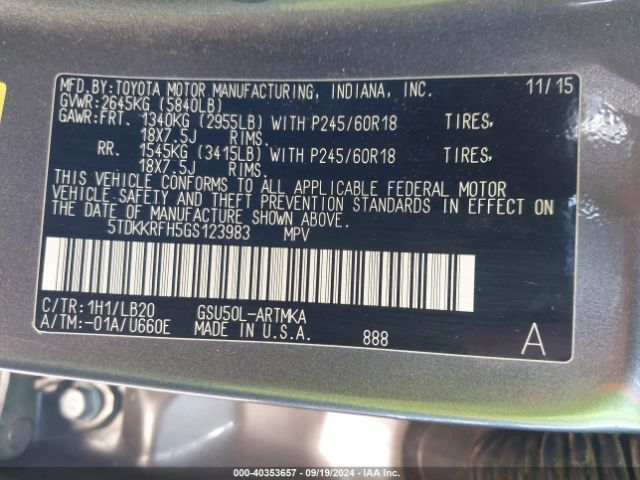 MFD.BY:TOYOTA MOTOR MANUFACTURING, INDIANA, INC. 11/15
GVWR:2645KG (5840LB)
GAWR:FRT. 1340KG (2955LB) WITH P245/60R18 TIRES,
18X7.5J RIMS.
RR. 1545KG (3415LB) WITH P245/60R18 TIRES,
18X7.5J RIMS.
THIS VEHICLE CONFORMS TO ALL APPLICABLE FEDERAL MOTOR
VEHICLE SAFETY AND THEFT PREVENTION STANDARDS IN EFFECT ON
THE DATE OF MANUFACTURE SHOWN ABOVE.
5TDKKRFH5GS123983 MPV
C/TR:1H1/LB20 GSU50L-ARTMKA
A/TM:-01A/U660E MADE IN U.S.A. 888 A
000-40353657 - 09/19/2024 - IAA Inc.